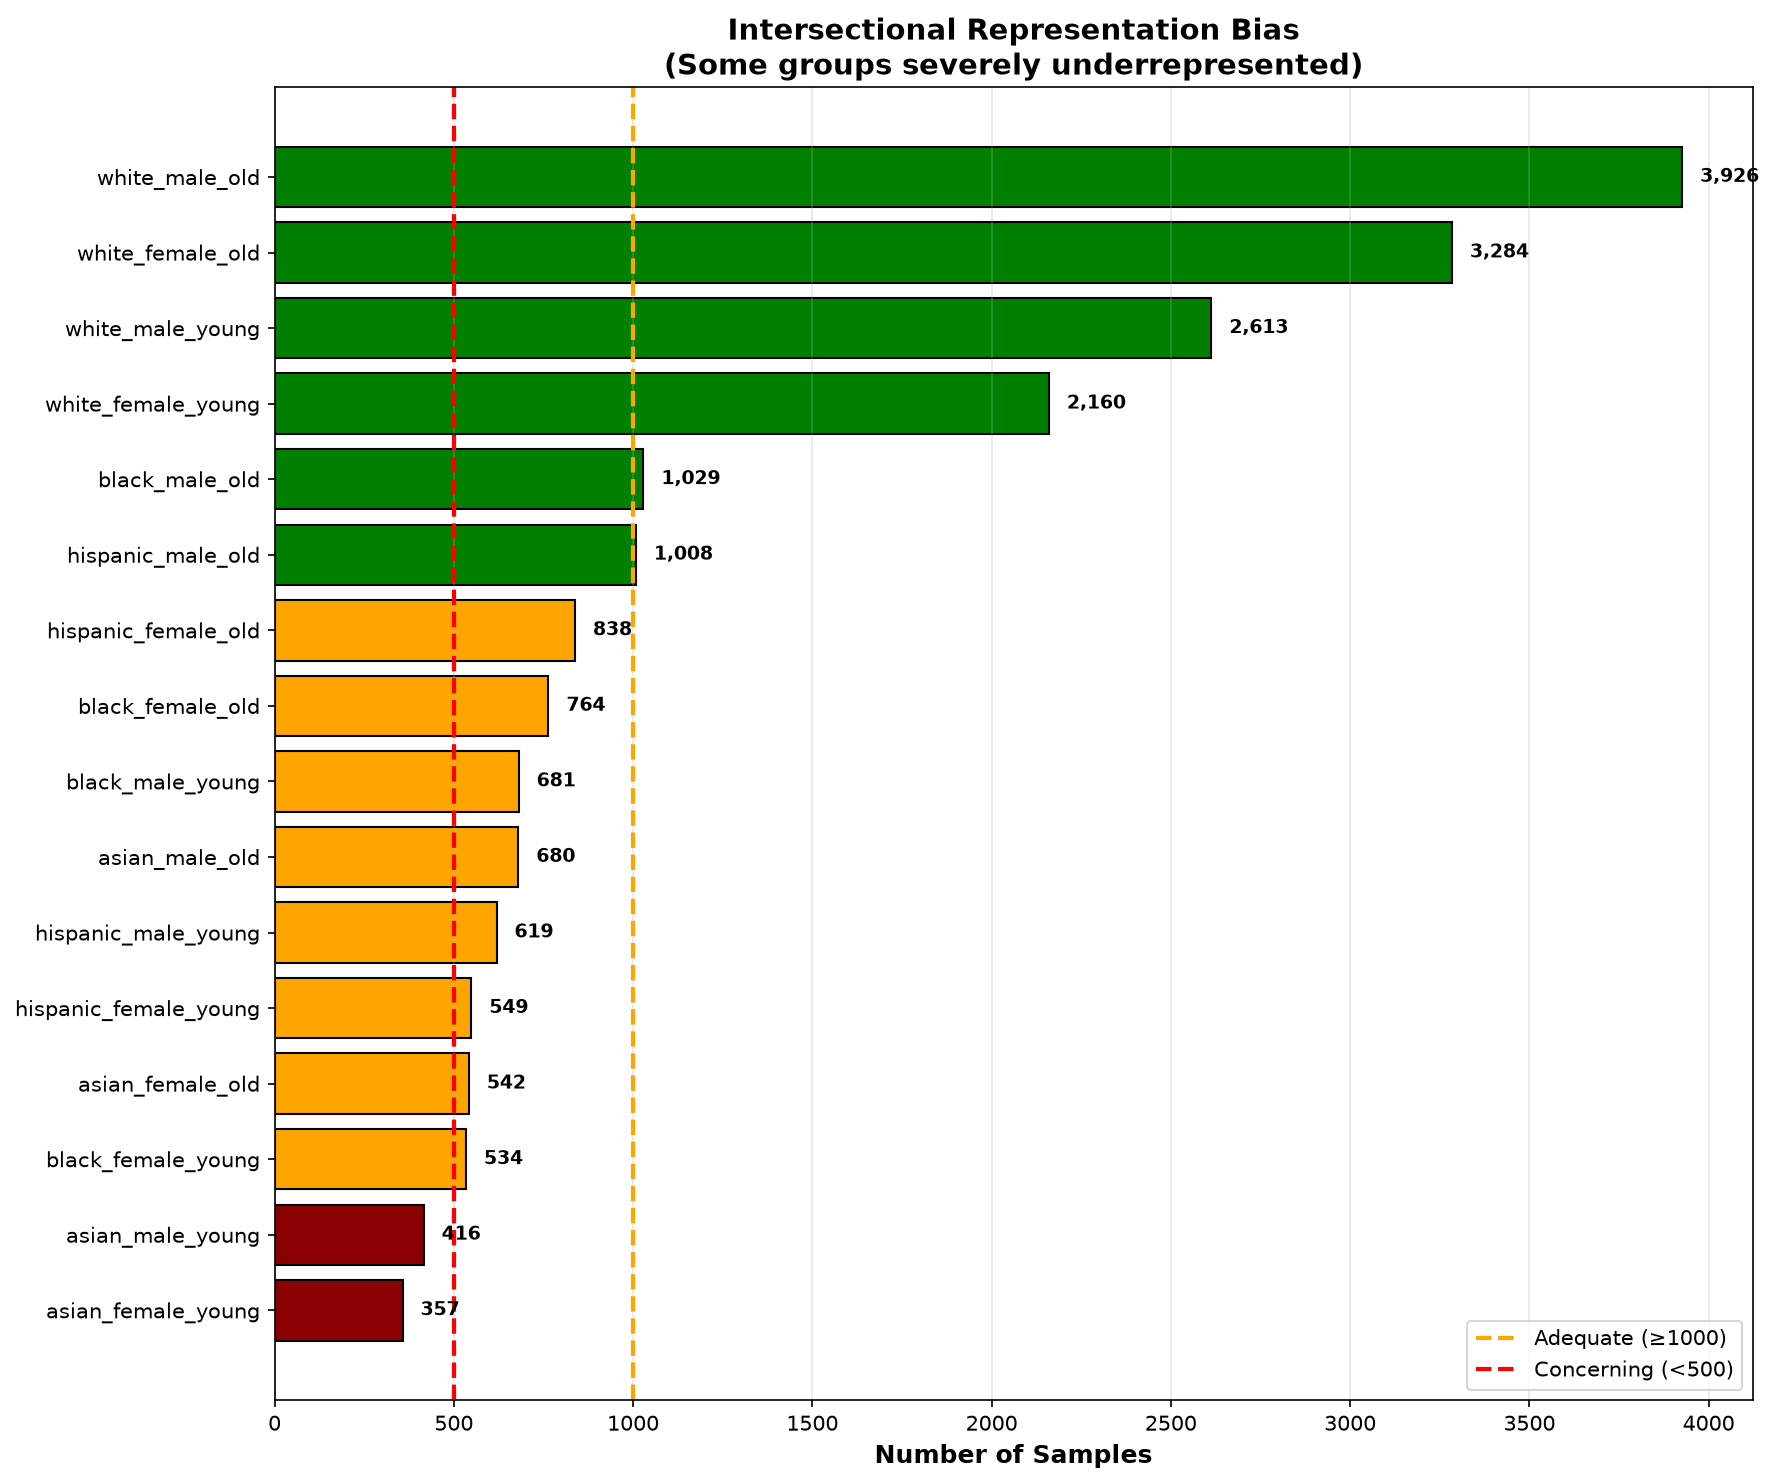 Intersectional Representation Bias
(Some groups severely underrepresented)
white_male_old 3,926
white_female_old 3,284
white_male_young 2,613
white_female_young 2,160
black_male_old 1,029
hispanic_male_old 1,008
hispanic_female_old 838
black_female_old 764
black_male_young 681
asian_male_old 680
hispanic_male_young 619
hispanic_female_young 549
asian_female_old 542
black_female_young 534
asian_male_young 416
asian_female_young 357
Adequate (≥1000)
Concerning (<500)
0 500 1000 1500 2000 2500 3000 3500 4000
Number of Samples